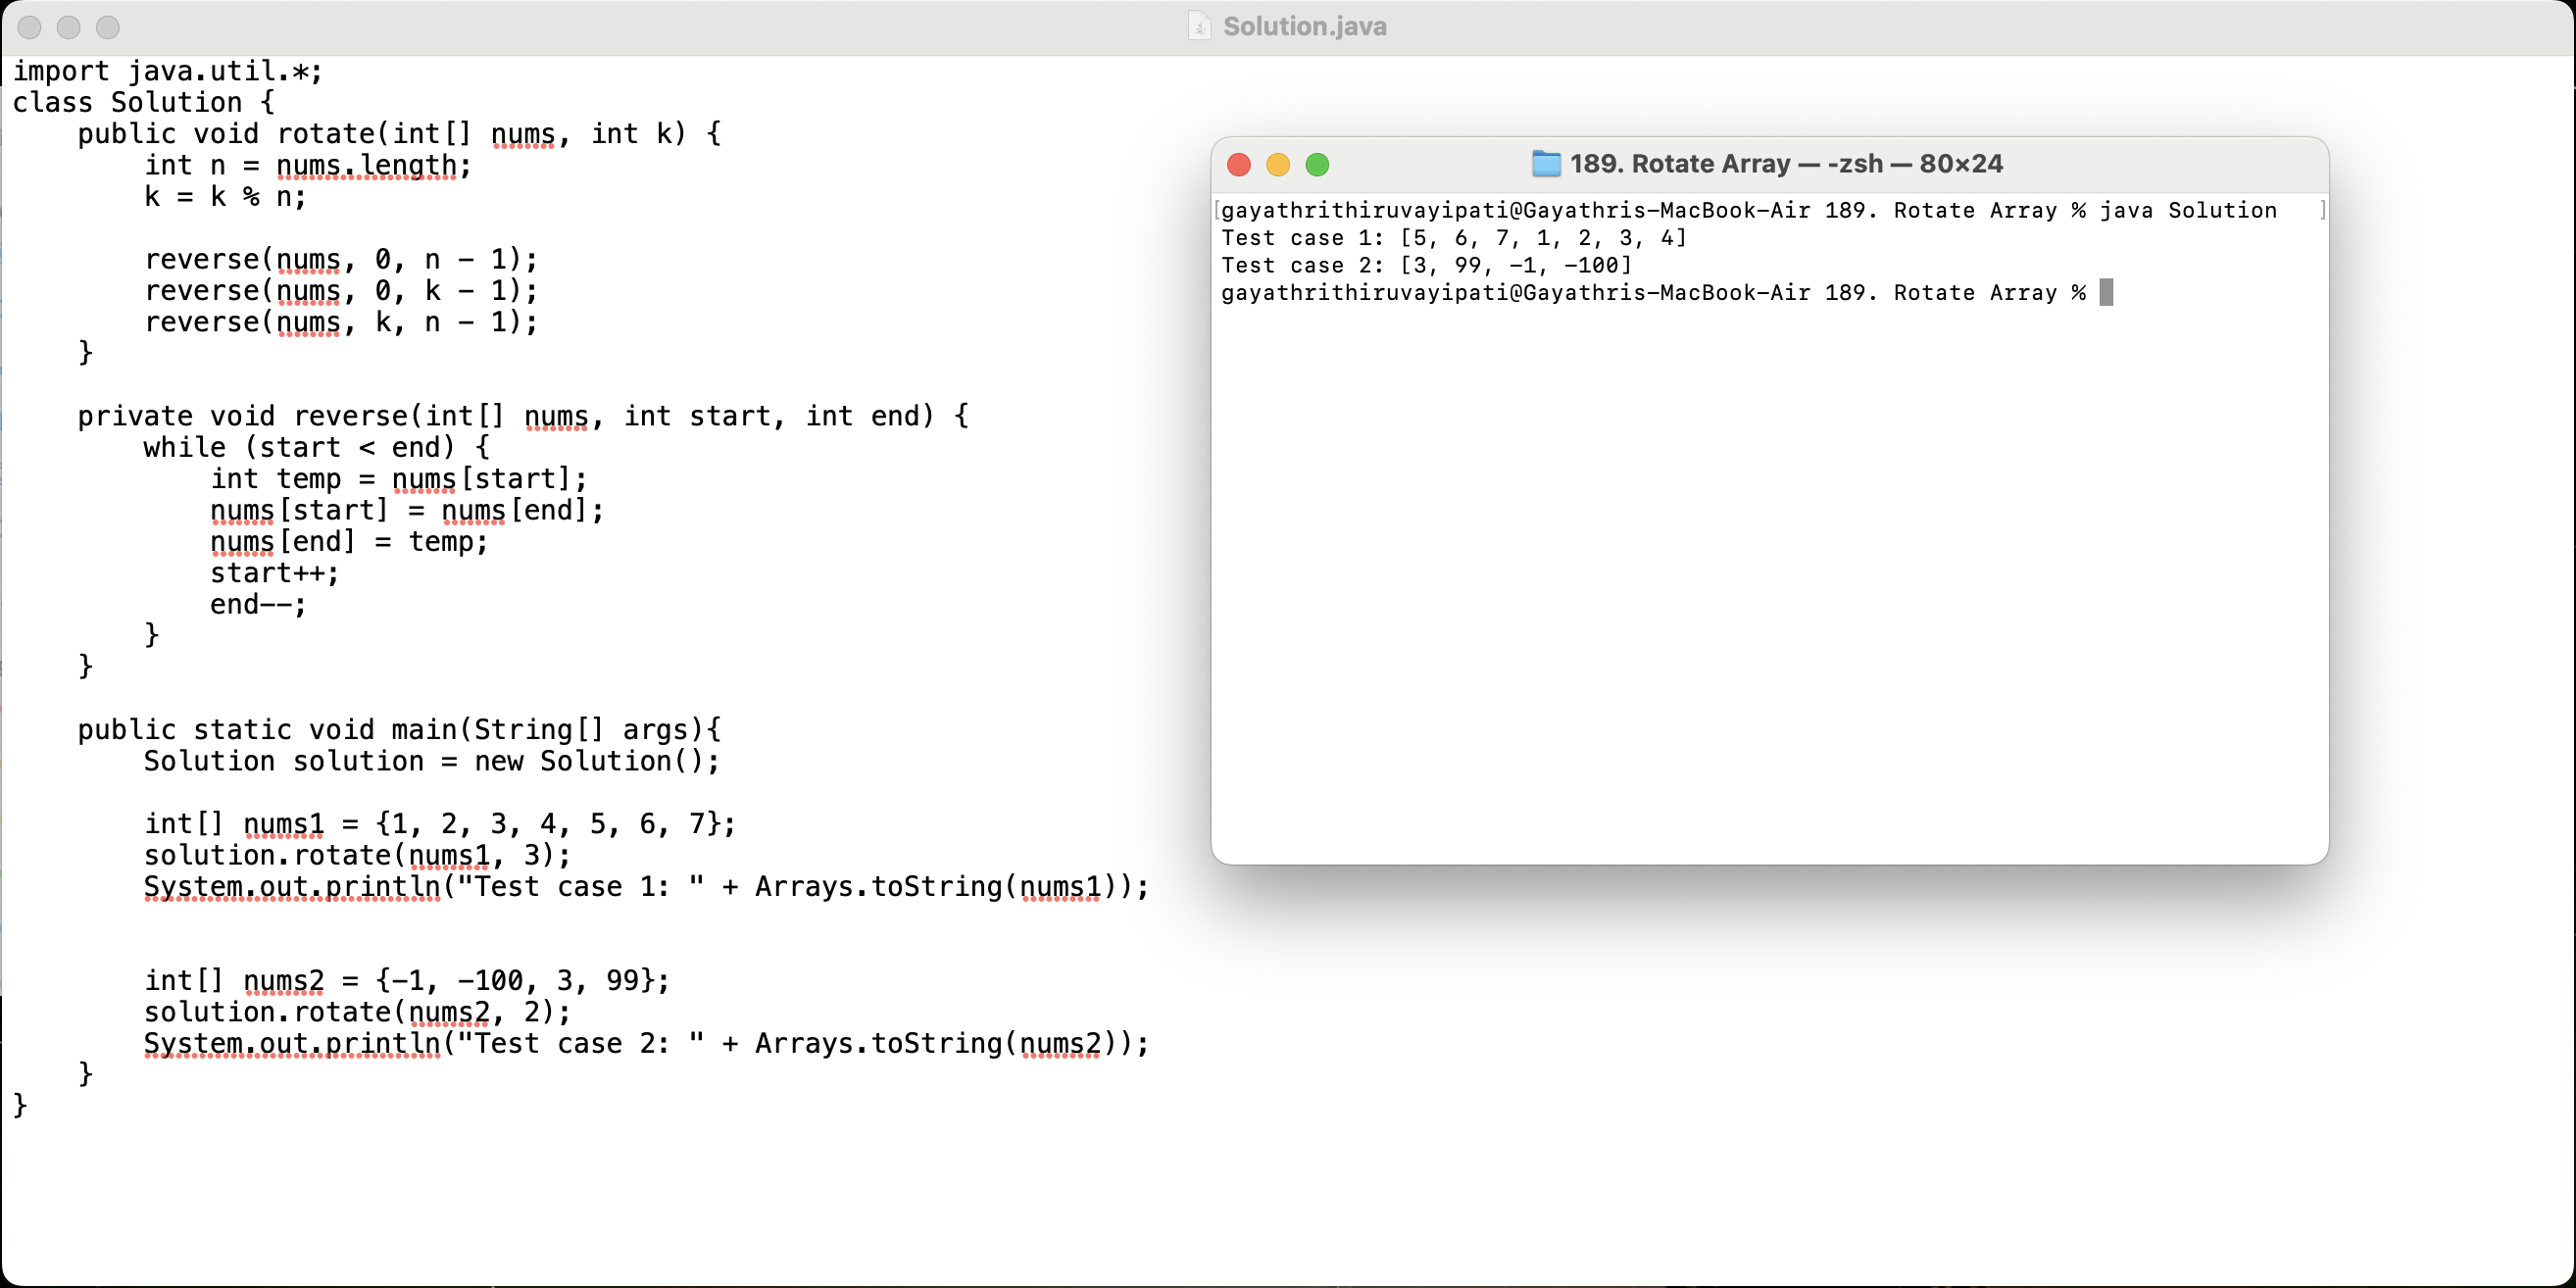 Solution.java
import java.util.*;
class Solution {
    public void rotate(int[] nums, int k) {
        int n = nums.length;
        k = k % n;

        reverse(nums, 0, n - 1);
        reverse(nums, 0, k - 1);
        reverse(nums, k, n - 1);
    }

    private void reverse(int[] nums, int start, int end) {
        while (start < end) {
            int temp = nums[start];
            nums[start] = nums[end];
            nums[end] = temp;
            start++;
            end--;
        }
    }

    public static void main(String[] args){
        Solution solution = new Solution();

        int[] nums1 = {1, 2, 3, 4, 5, 6, 7};
        solution.rotate(nums1, 3);
        System.out.println("Test case 1: " + Arrays.toString(nums1));


        int[] nums2 = {-1, -100, 3, 99};
        solution.rotate(nums2, 2);
        System.out.println("Test case 2: " + Arrays.toString(nums2));
    }
}
189. Rotate Array — -zsh — 80×24
[gayathrithiruvayipati@Gayathris-MacBook-Air 189. Rotate Array % java Solution ]
Test case 1: [5, 6, 7, 1, 2, 3, 4]
Test case 2: [3, 99, -1, -100]
gayathrithiruvayipati@Gayathris-MacBook-Air 189. Rotate Array %